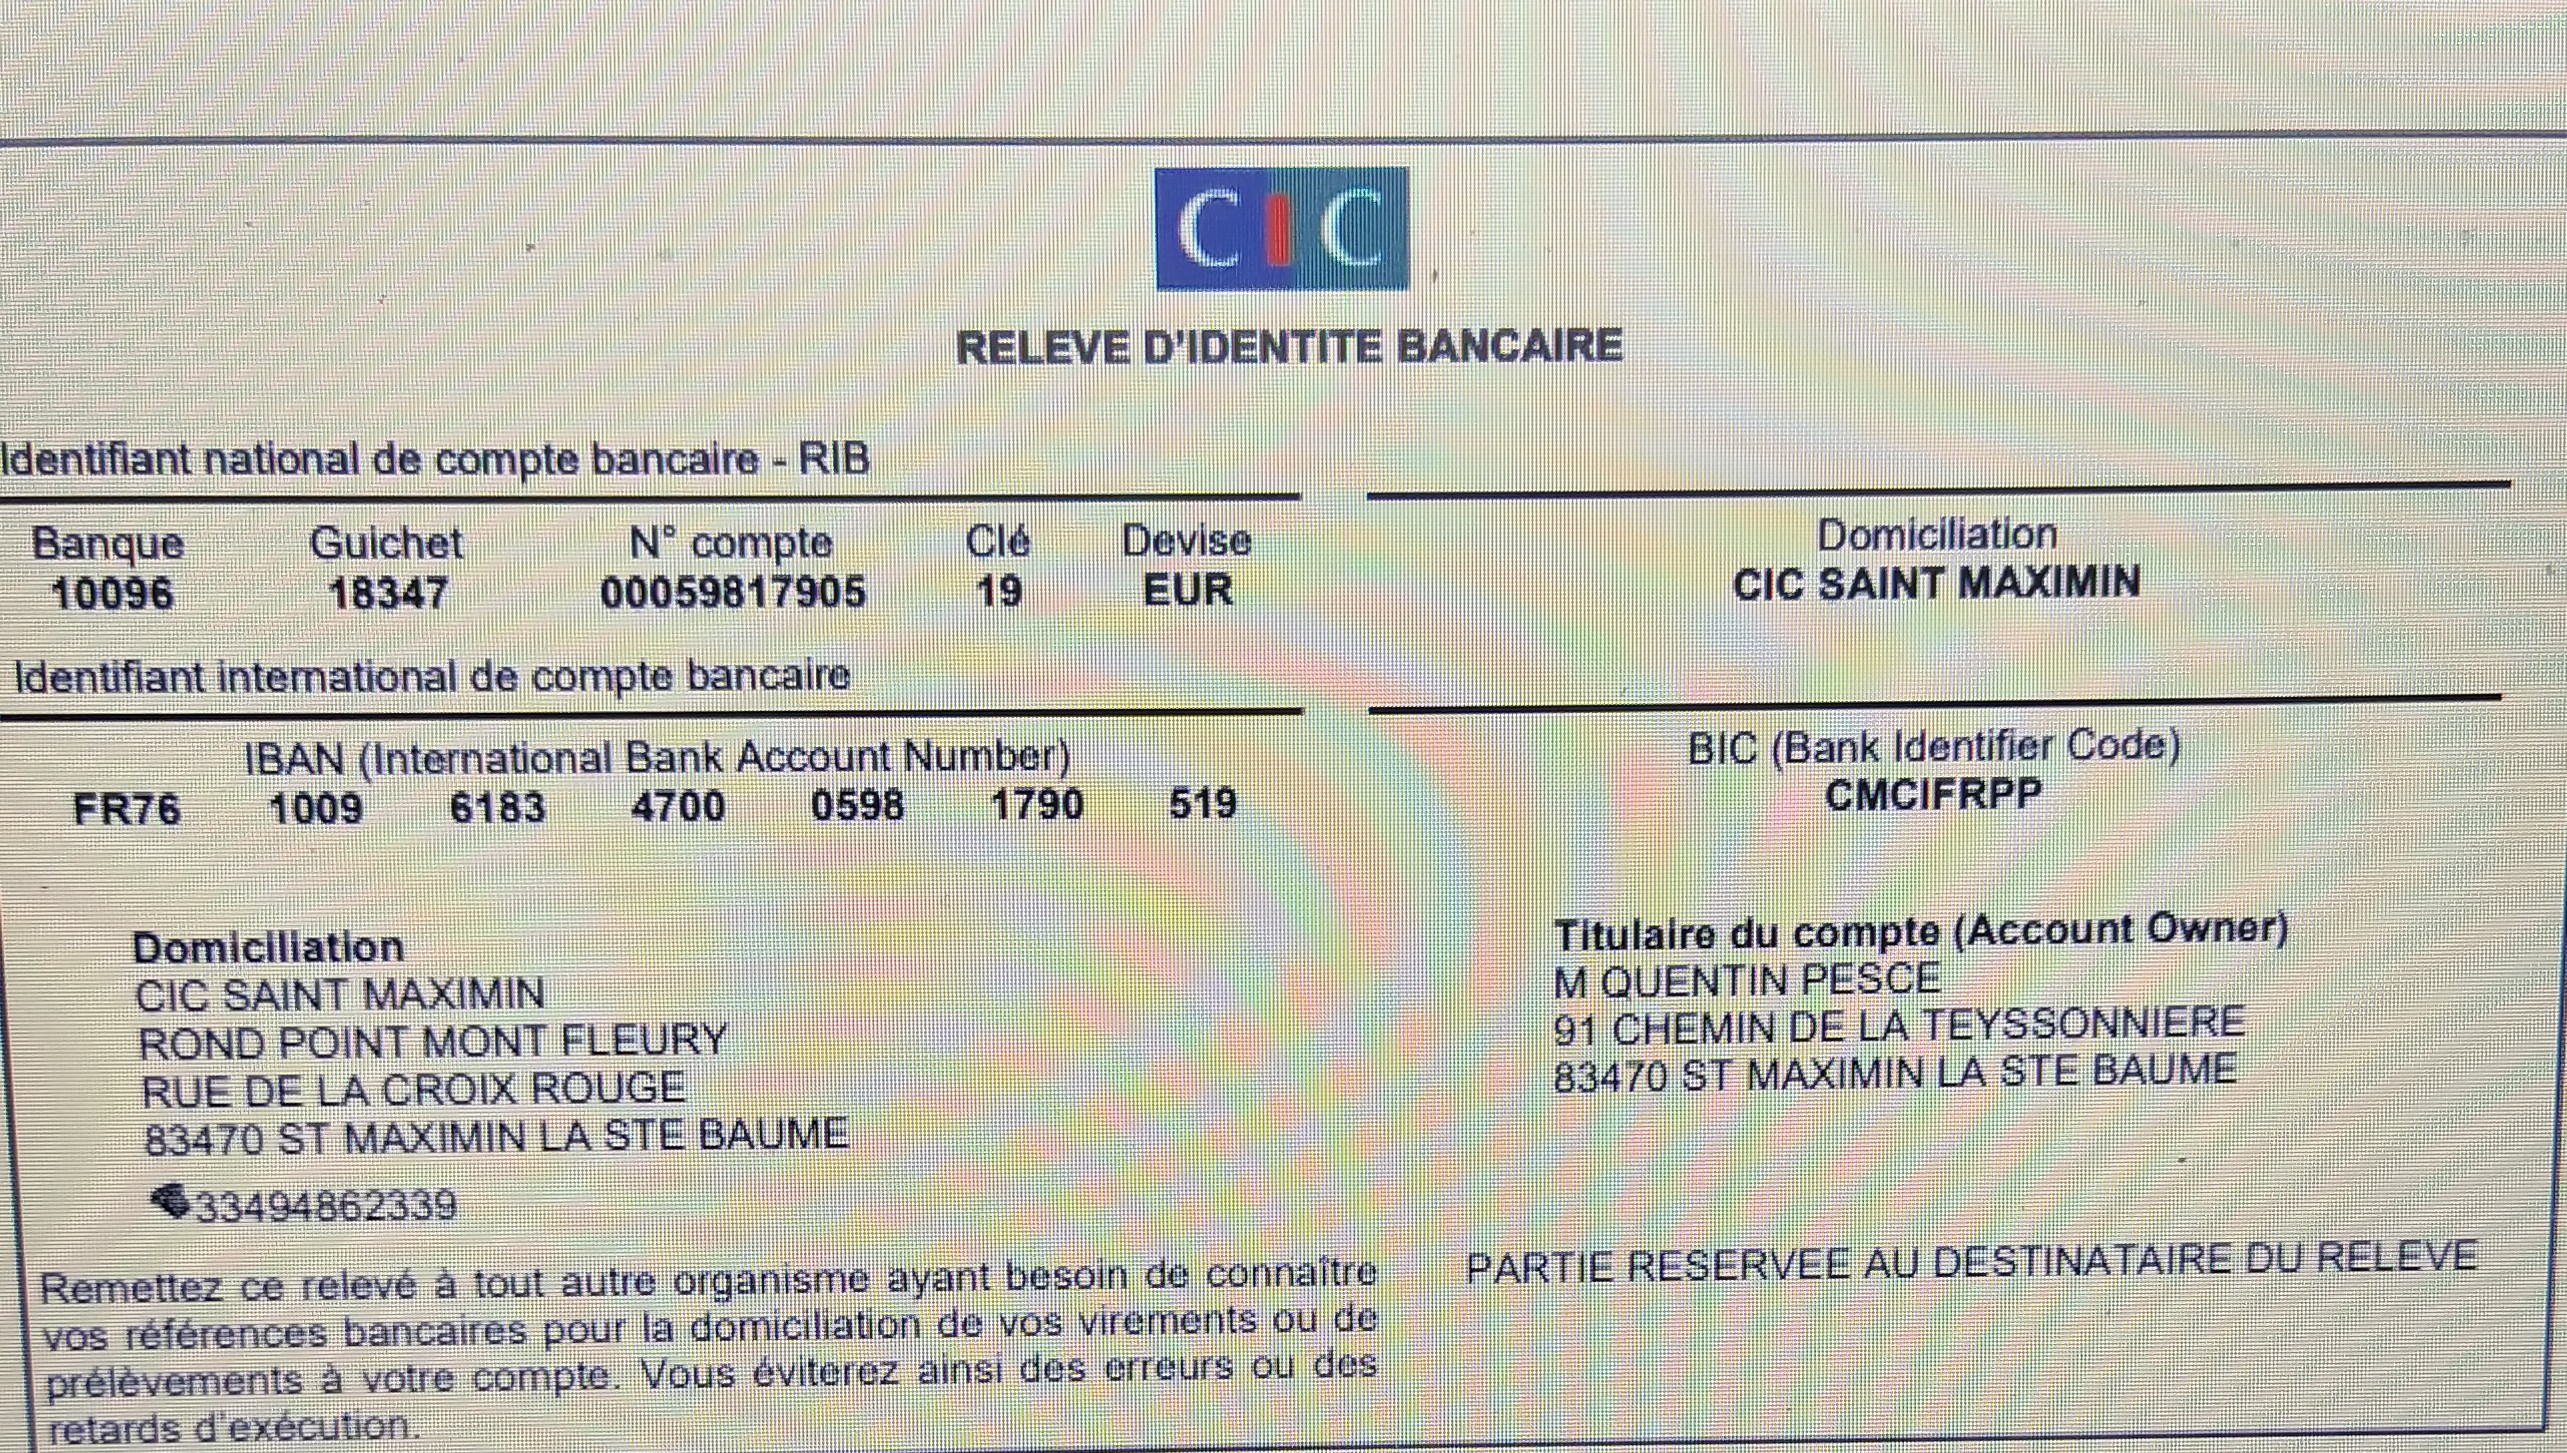 CIC
RELEVE D'IDENTITE BANCAIRE
Identifiant national de compte bancaire - RIB
Banque Guichet N° compte Clé Devise Domiciliation
10096 18347 00059817905 19 EUR CIC SAINT MAXIMIN
Identifiant international de compte bancaire
IBAN (International Bank Account Number) BIC (Bank Identifier Code)
FR76 1009 6183 4700 0598 1790 519 CMCIFRPP
Domiciliation
CIC SAINT MAXIMIN
ROND POINT MONT FLEURY
RUE DE LA CROIX ROUGE
83470 ST MAXIMIN LA STE BAUME
33494862339
Titulaire du compte (Account Owner)
M QUENTIN PESCE
91 CHEMIN DE LA TEYSSONNIERE
83470 ST MAXIMIN LA STE BAUME
Remettez ce relevé à tout autre organisme ayant besoin de connaître
vos références bancaires pour la domiciliation de vos virements ou de
prélèvements à votre compte. Vous éviterez ainsi des erreurs ou des
retards d'exécution.
PARTIE RESERVEE AU DESTINATAIRE DU RELEVE